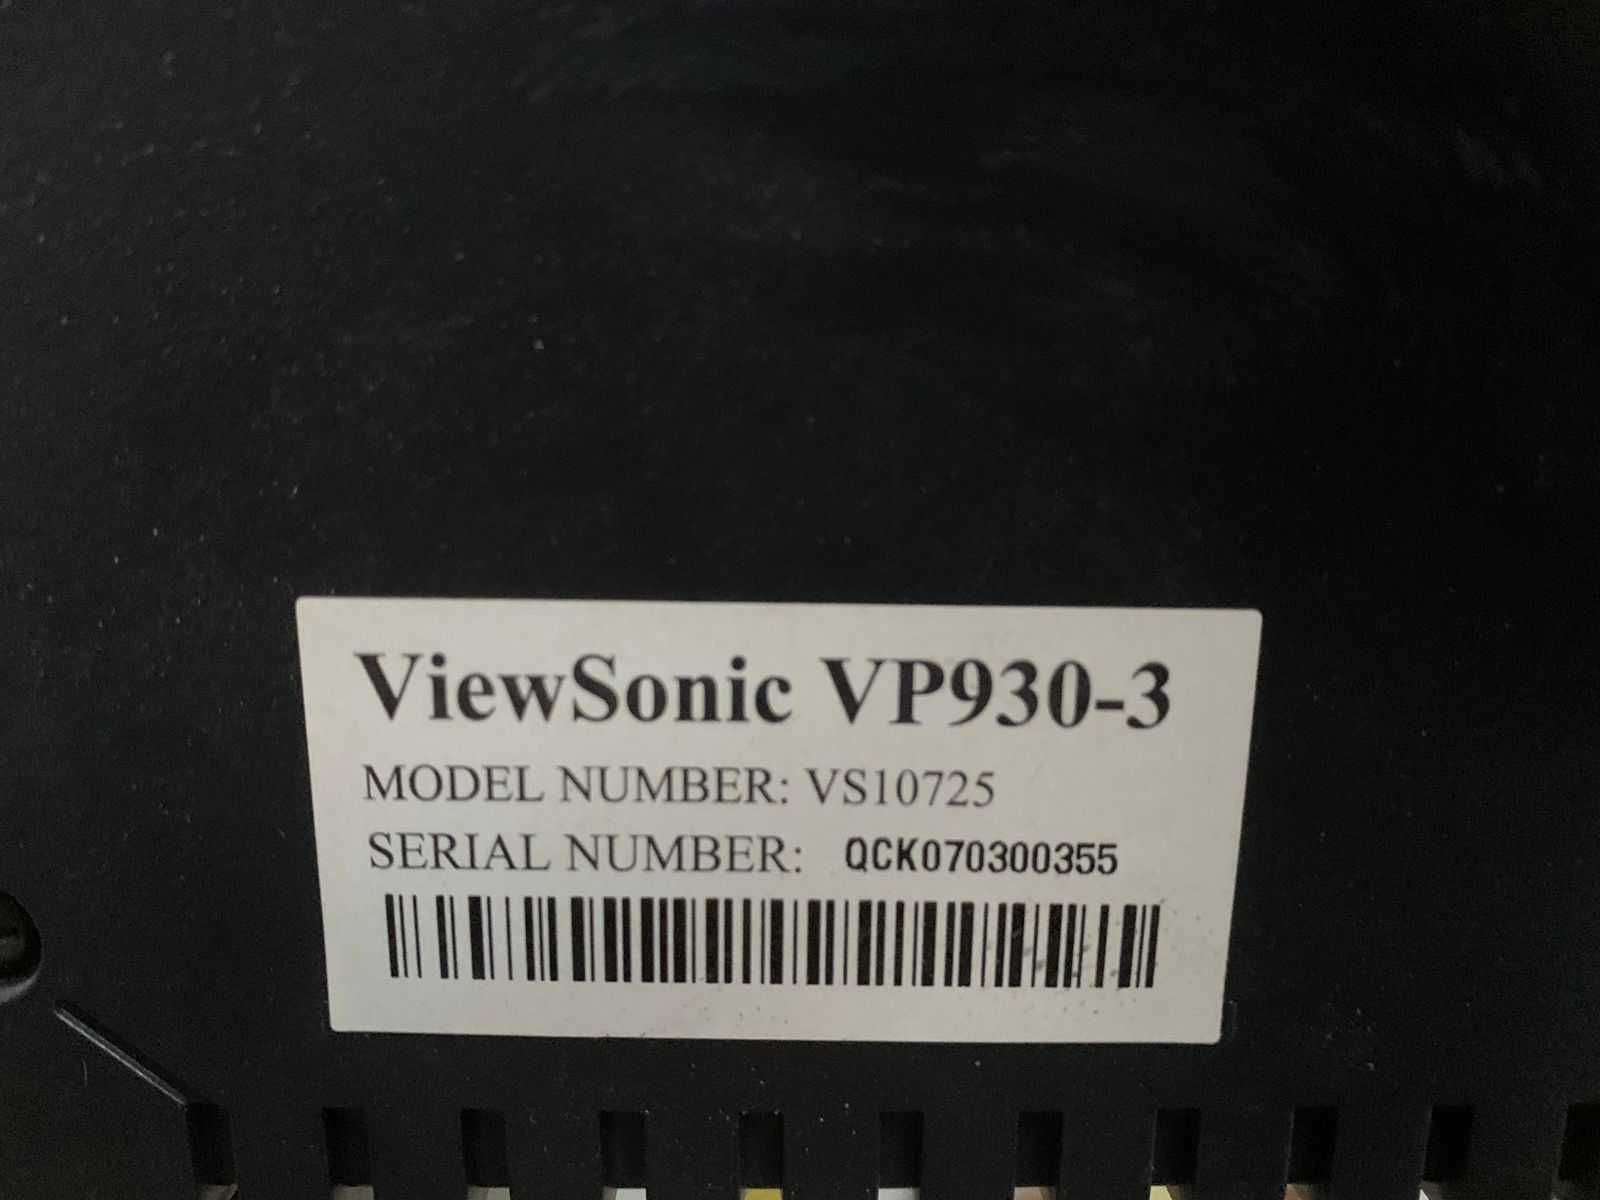 ViewSonic VP930-3
MODEL NUMBER: VS10725
SERIAL NUMBER: QCK070300355